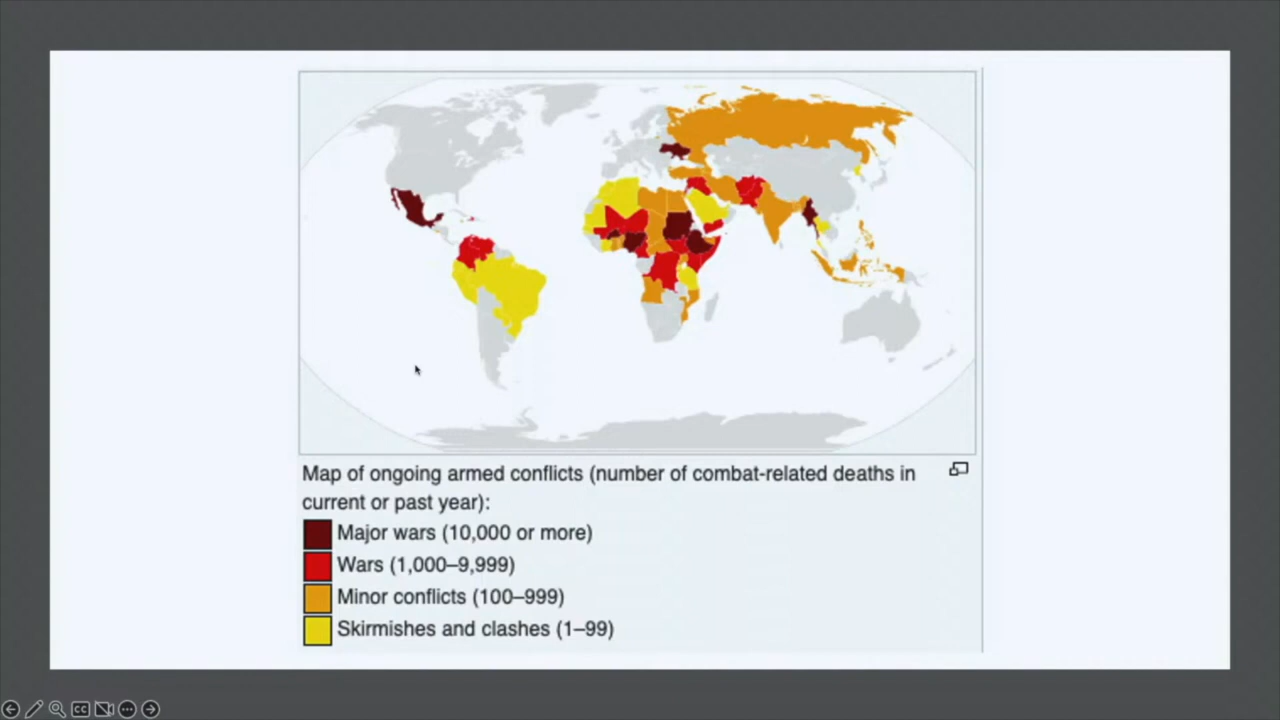 Map of ongoing armed conflicts (number of combat-related deaths in
current or past year):
Major wars (10,000 or more)
Wars (1,000–9,999)
Minor conflicts (100–999)
Skirmishes and clashes (1–99)
CC